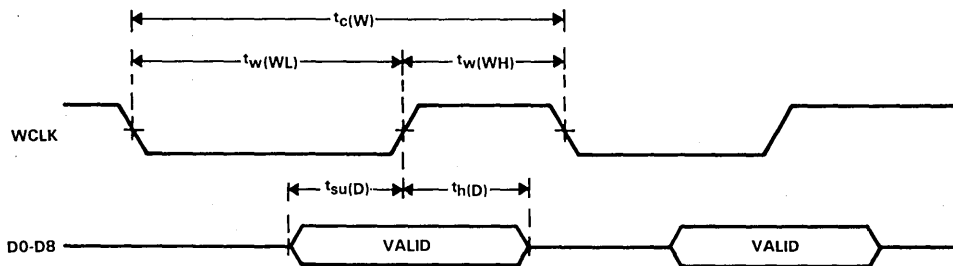 tc(W)
tw(WL) tw(WH)
WCLK
tsu(D) th(D)
D0-D8 VALID VALID